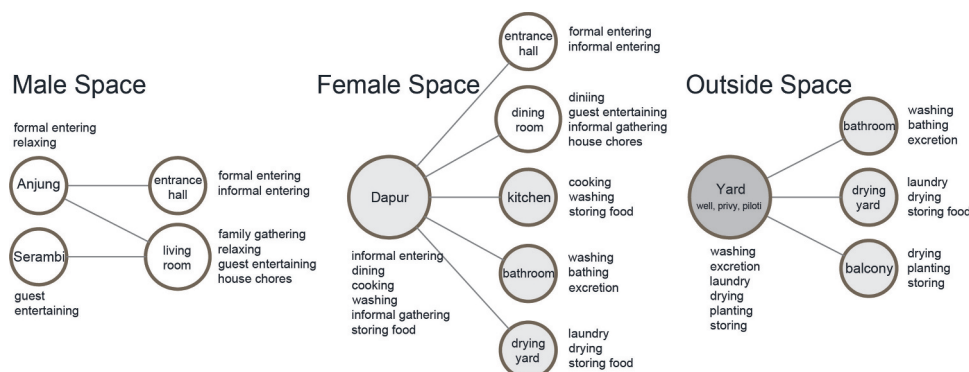 Male Space
formal entering
relaxing
Anjung
entrance
hall
formal entering
informal entering
Serambi
guest
entertaining
living
room
family gathering
relaxing
guest entertaining
house chores
Female Space
Dapur
informal entering
dining
cooking
washing
informal gathering
storing food
entrance
hall
formal entering
informal entering
dining
room
diniing
guest entertaining
informal gathering
house chores
kitchen
cooking
washing
storing food
bathroom
washing
bathing
excretion
drying
yard
laundry
drying
storing food
Outside Space
Yard
well, privy, piloti
washing
excretion
laundry
drying
planting
storing
bathroom
washing
bathing
excretion
drying
yard
laundry
drying
storing food
balcony
drying
planting
storing